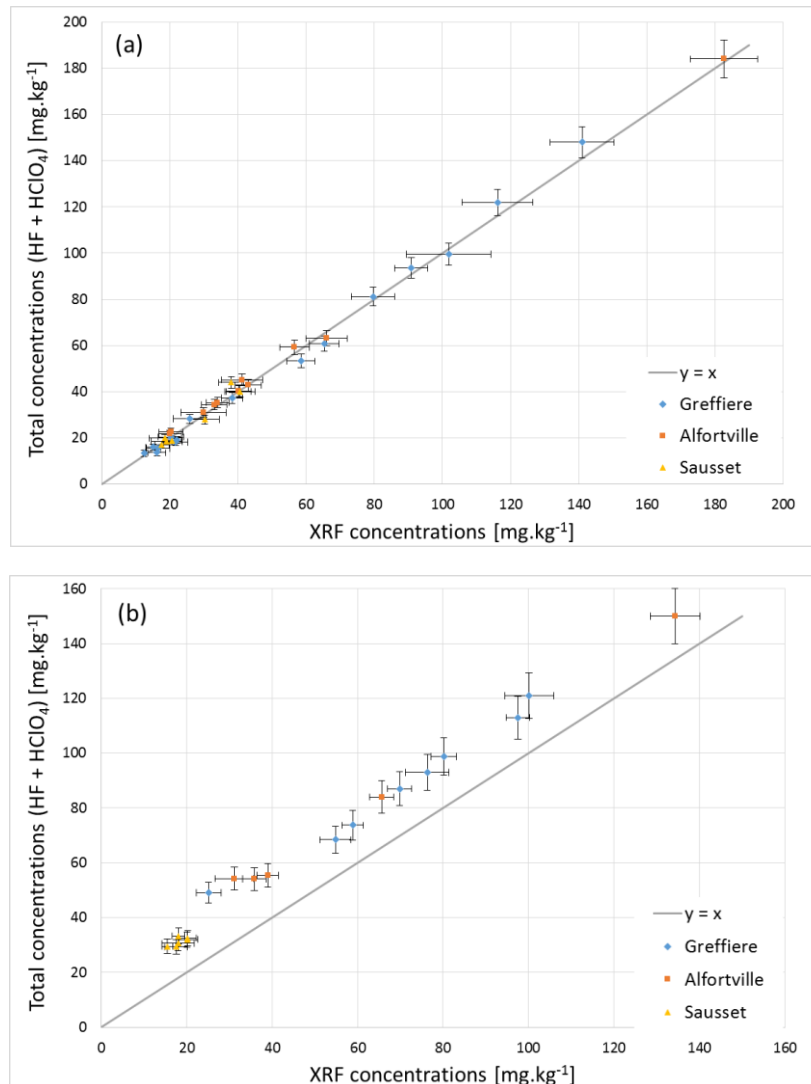 (a)
Total concentrations (HF + HClO₄) [mg.kg⁻¹]
200
180
160
140
120
100
80
60
40
20
0
0 20 40 60 80 100 120 140 160 180 200
XRF concentrations [mg.kg⁻¹]
y = x
Greffiere
Alfortville
Sausset
(b)
Total concentrations (HF + HClO₄) [mg.kg⁻¹]
160
140
120
100
80
60
40
20
0
0 20 40 60 80 100 120 140 160
XRF concentrations [mg.kg⁻¹]
y = x
Greffiere
Alfortville
Sausset